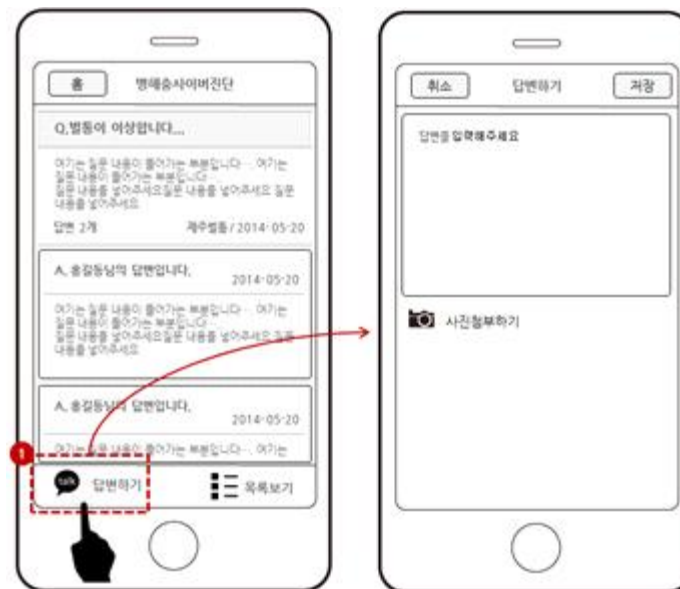 홈
병해충사이버진단
Q.벌통이 이상합니다...
여기는 질문 내용이 들어가는 부분입니다…. 여기는
질문 내용이 들어가는 부분입니다….
질문 내용을 넣어주세요질문 내용을 넣어주세요 질문
내용을 넣어주세요
답변 2개
제주벌통 / 2014-05-20
A. 홍길동님의 답변입니다.
2014-05-20
여기는 질문 내용이 들어가는 부분입니다…. 여기는
질문 내용이 들어가는 부분입니다….
질문 내용을 넣어주세요질문 내용을 넣어주세요 질문
내용을 넣어주세요
A. 홍길동님의 답변입니다.
2014-05-20
여기는 질문 내용이 들어가는 부분입니다…. 여기는
1
talk
답변하기
목록보기
취소
답변하기
저장
답변을 입력해주세요
사진첨부하기